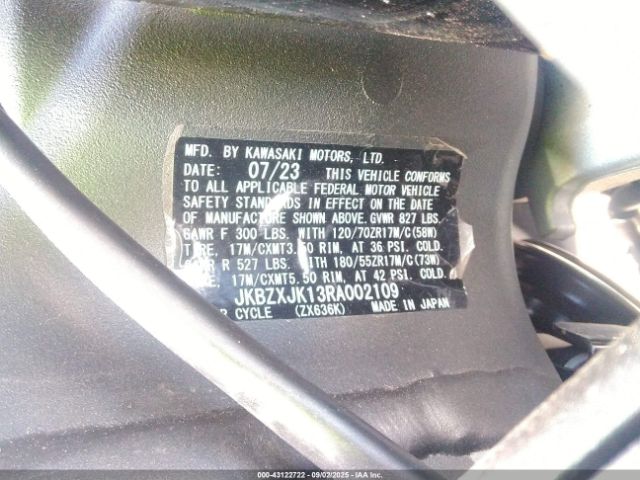 MFD. BY KAWASAKI MOTORS, LTD.
DATE: 07/23 THIS VEHICLE CONFORMS
TO ALL APPLICABLE FEDERAL MOTOR VEHICLE
SAFETY STANDARDS IN EFFECT ON THE DATE
OF MANUFACTURE SHOWN ABOVE. GVWR 827 LBS.
GAWR F 300 LBS. WITH 120/70ZR17M/C(58W)
TIRE, 17M/CXMT3.50 RIM, AT 36 PSI. COLD.
GAWR R 527 LBS. WITH 180/55ZR17M/C(73W)
TIRE, 17M/CXMT5.50 RIM, AT 42 PSI. COLD.
JKBZXJK13RA002109
CYCLE (ZX636K) MADE IN JAPAN
000-43122722 - 09/02/2025 - IAA Inc.